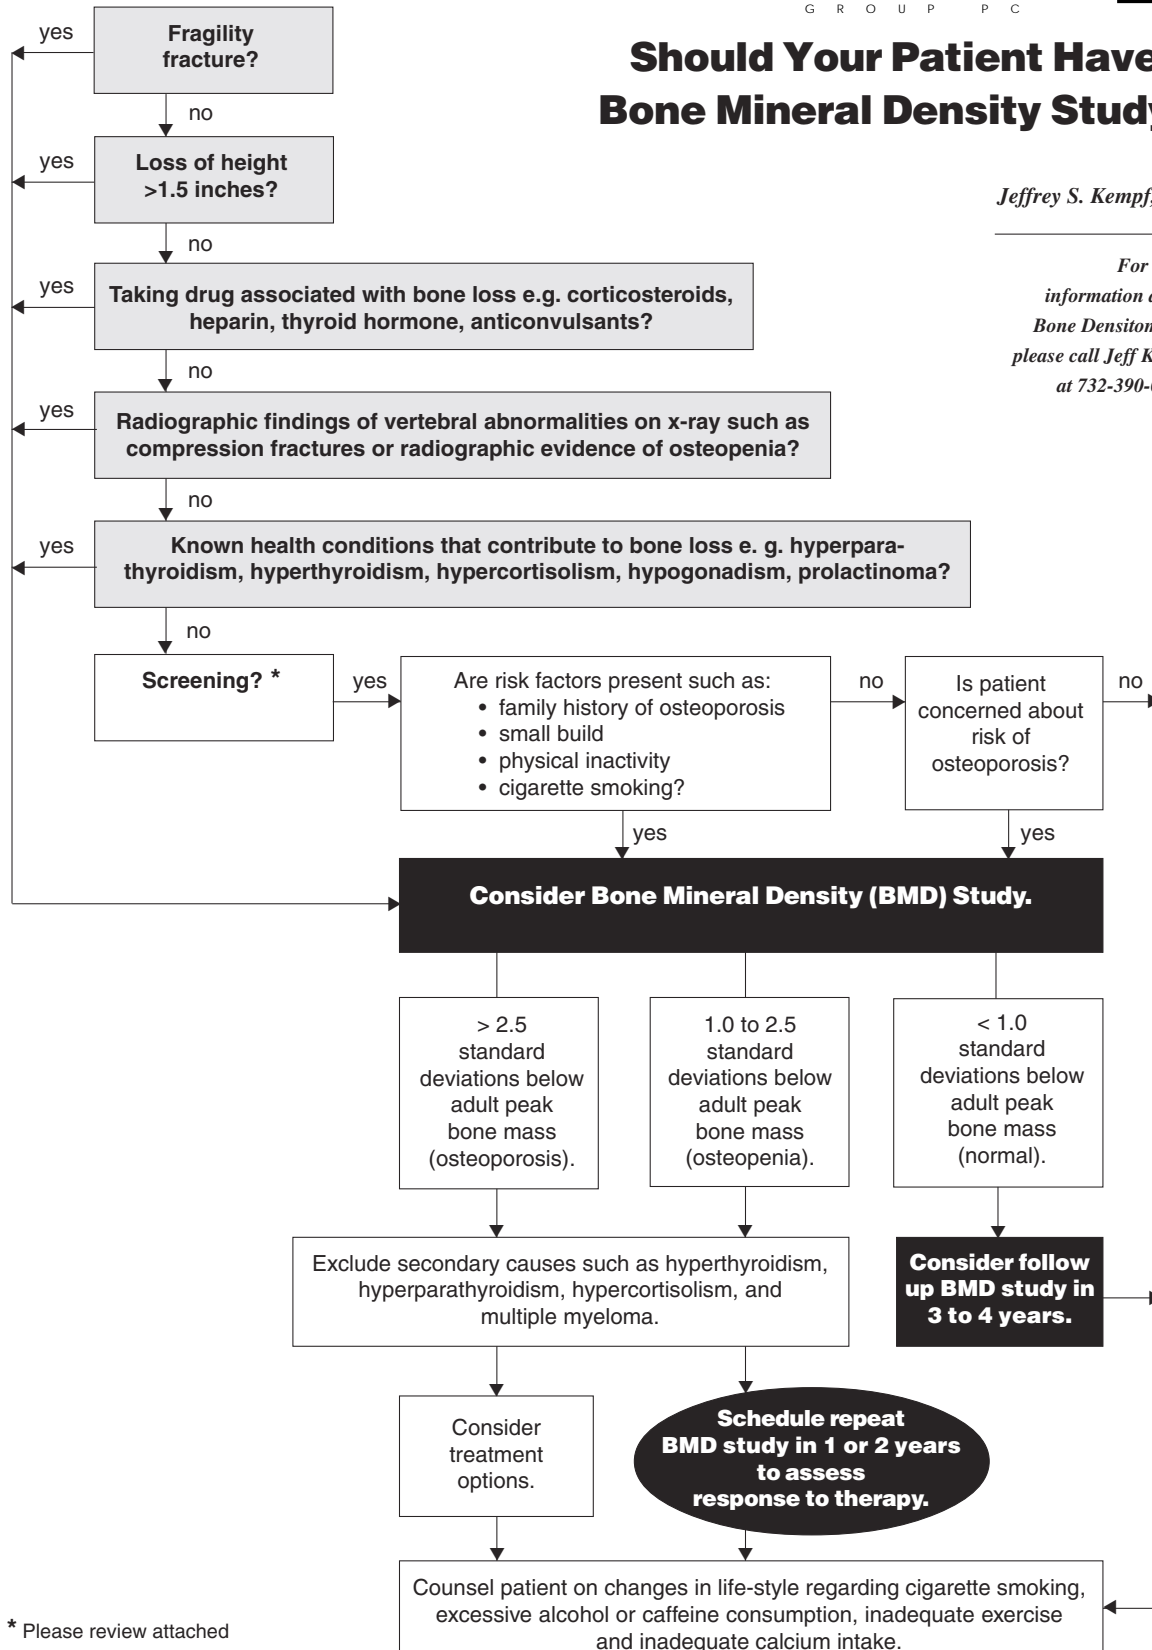 GROUP PC
Should Your Patient Have
Bone Mineral Density Study
Jeffrey S. Kempf,
For
information
Bone
please call Jeff
at 732-390-
yes
Fragility
fracture?
no
yes
Loss of height
>1.5 inches?
no
yes
Taking drug associated with bone loss e.g. corticosteroids,
heparin, thyroid hormone, anticonvulsants?
no
yes
Radiographic findings of vertebral abnormalities on x-ray such as
compression fractures or radiographic evidence of osteopenia?
no
yes
Known health conditions that contribute to bone loss e. g. hyperpara-
thyroidism, hyperthyroidism, hypercortisolism, hypogonadism, prolactinoma?
no
Screening? *
yes
Are risk factors present such as:
• family history of osteoporosis
• small build
• physical inactivity
• cigarette smoking?
no
Is patient
concerned about
risk of
osteoporosis?
no
yes
yes
Consider Bone Mineral Density (BMD) Study.
> 2.5
standard
deviations below
adult peak
bone mass
(osteoporosis).
1.0 to 2.5
standard
deviations below
adult peak
bone mass
(osteopenia).
< 1.0
standard
deviations below
adult peak
bone mass
(normal).
Exclude secondary causes such as hyperthyroidism,
hyperparathyroidism, hypercortisolism, and
multiple myeloma.
Consider follow
up BMD study in
3 to 4 years.
Consider
treatment
options.
Schedule repeat
BMD study in 1 or 2 years
to assess
response to therapy.
Counsel patient on changes in life-style regarding cigarette smoking,
excessive alcohol or caffeine consumption, inadequate exercise
and inadequate calcium intake.
* Please review attached